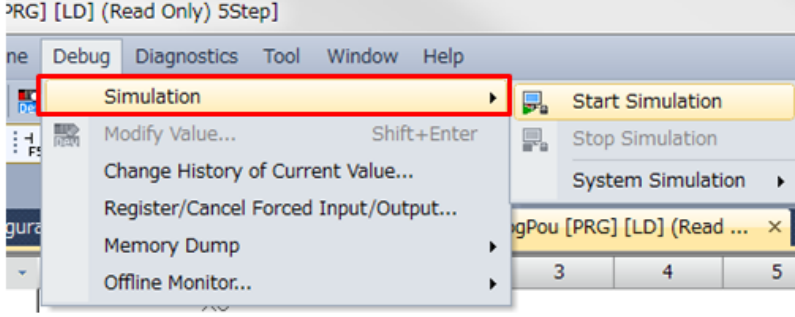 PRG] [LD] (Read Only) 5Step]
ne Debug Diagnostics Tool Window Help
Simulation
Start Simulation
Modify Value... Shift+Enter
Stop Simulation
Change History of Current Value...
System Simulation
Register/Cancel Forced Input/Output...
gPou [PRG] [LD] (Read ... ×
Memory Dump
3 4 5
Offline Monitor...